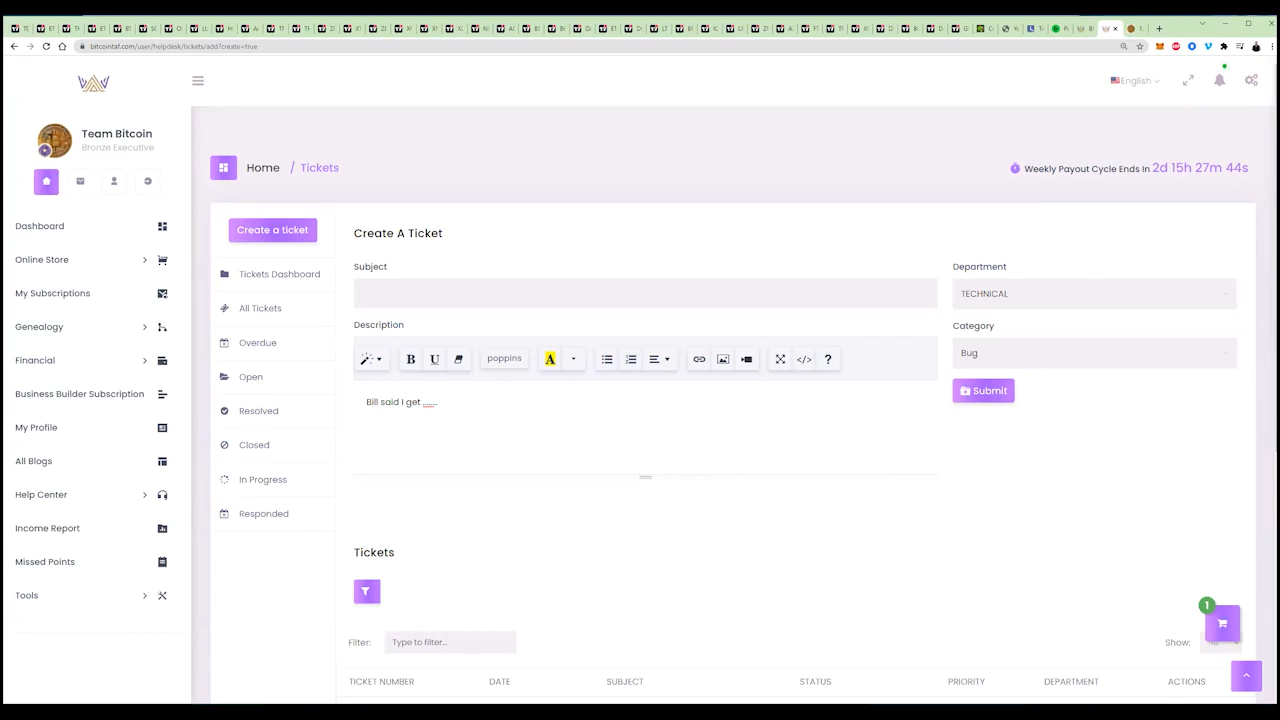 bitcointaf.com/user/helpdesk/tickets/add?create=true
English
Team Bitcoin
Bronze Executive
Home / Tickets
Weekly Payout Cycle Ends In 2d 15h 27m 44s
Dashboard
Online Store
My Subscriptions
Genealogy
Financial
Business Builder Subscription
My Profile
All Blogs
Help Center
Income Report
Missed Points
Tools
Create a ticket
Tickets Dashboard
All Tickets
Overdue
Open
Resolved
Closed
In Progress
Responded
Create A Ticket
Subject
Description
B U poppins A </> ?
Bill said I get .......
Department
TECHNICAL
Category
Bug
Submit
Tickets
1
Filter: Type to filter...
Show:
TICKET NUMBER DATE SUBJECT STATUS PRIORITY DEPARTMENT ACTIONS